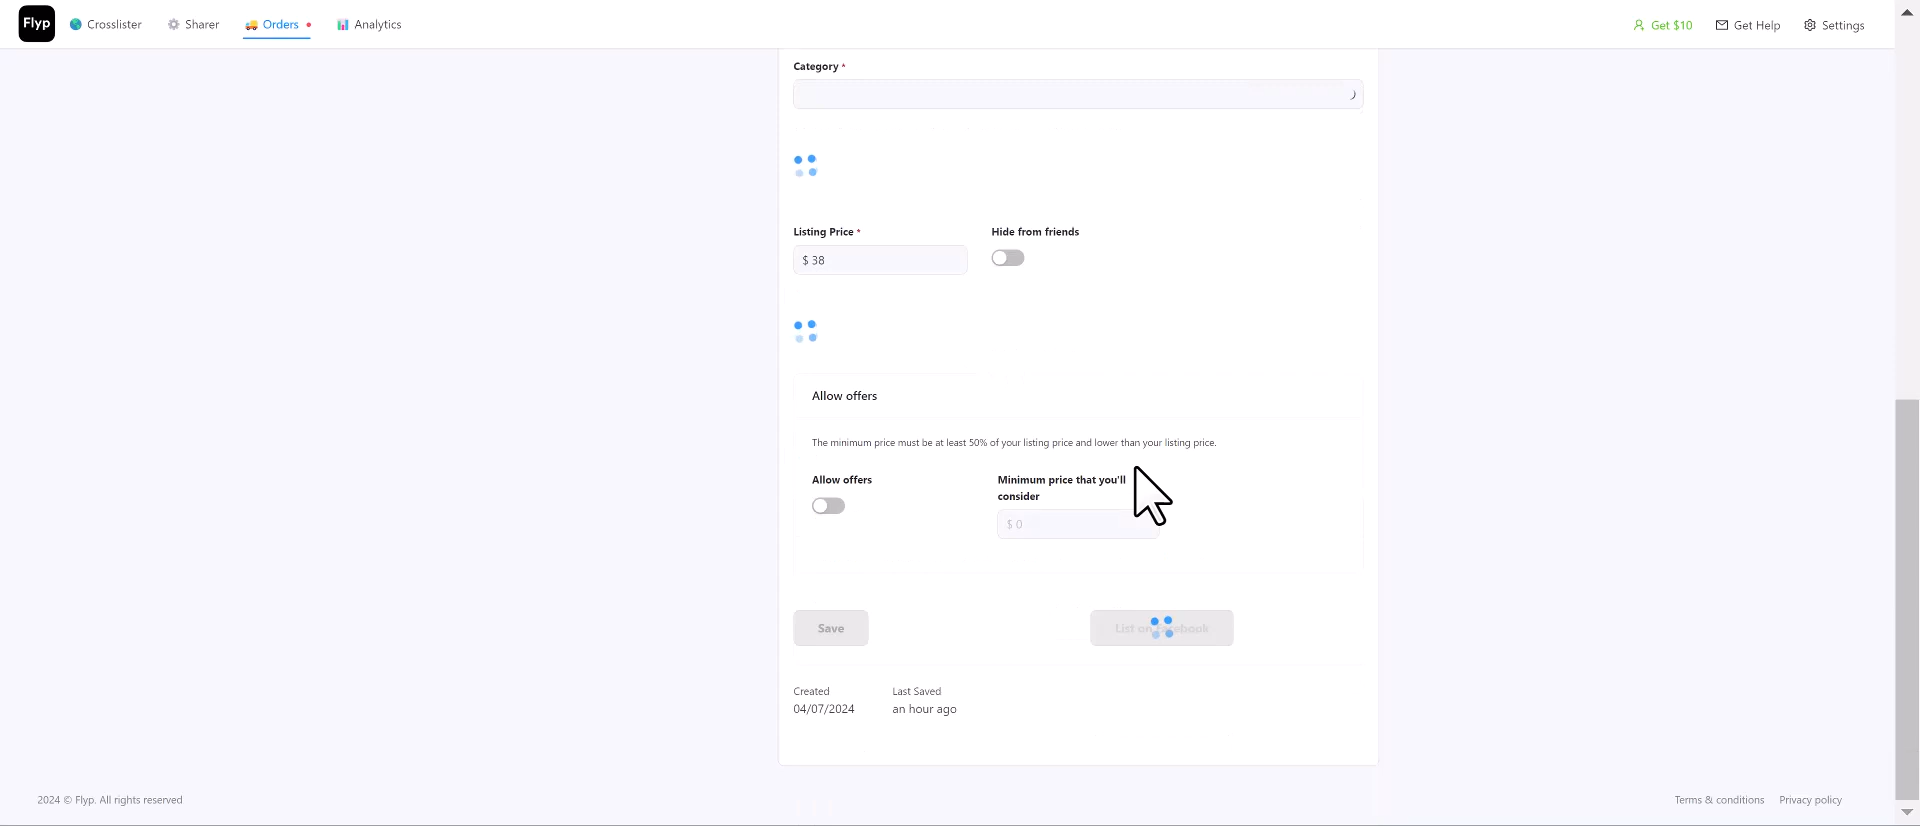 Flyp Crosslister Sharer Orders Analytics Get $10 Get Help Settings
Category *
Listing Price * Hide from friends
$ 38
Allow offers
The minimum price must be at least 50% of your listing price and lower than your listing price.
Allow offers Minimum price that you'll
consider
$ 0
Save List on facebook
Created Last Saved
04/07/2024 an hour ago
2024 © Flyp. All rights reserved Terms & conditions Privacy policy